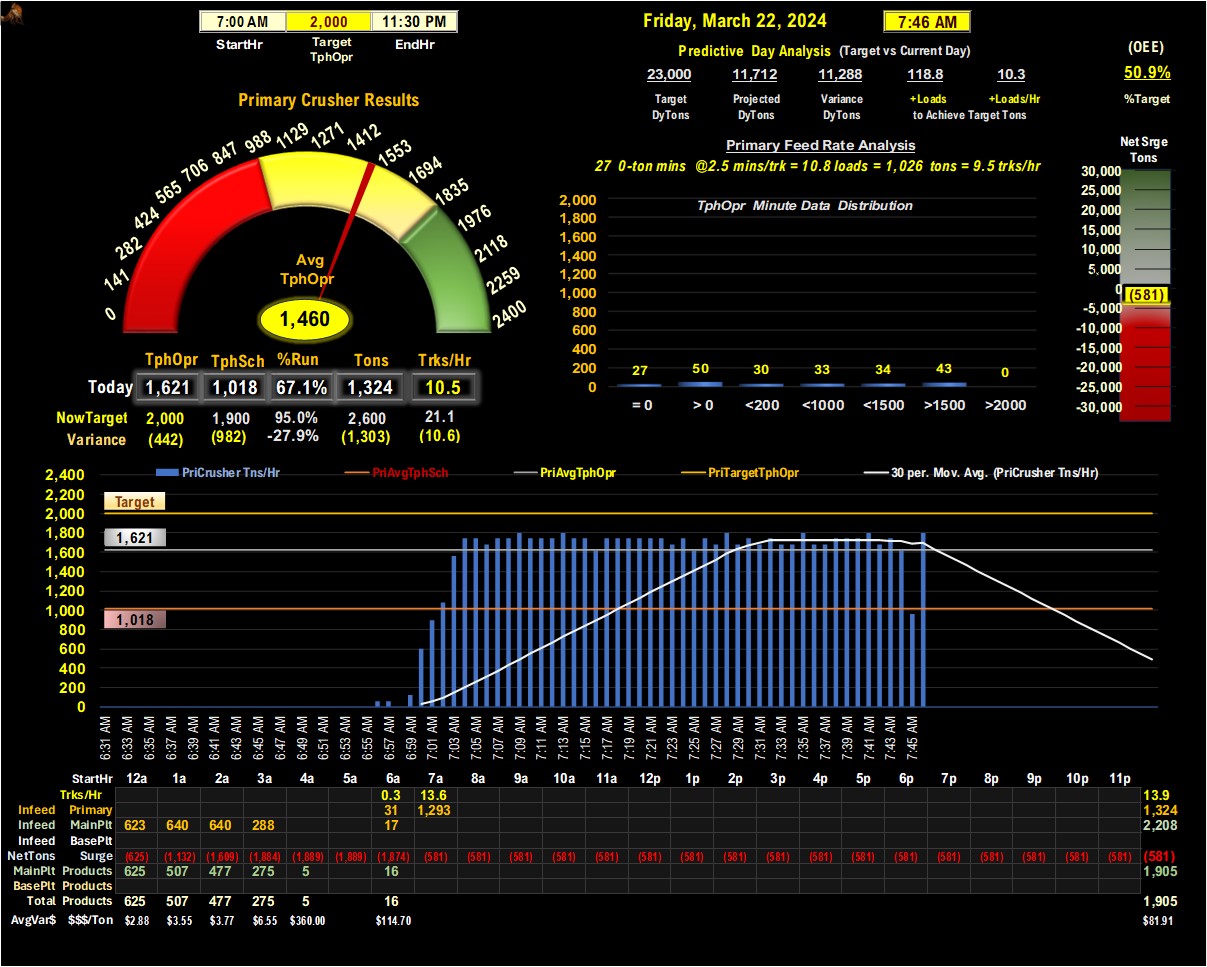 7:00 AM 2,000 11:30 PM
StartHr Target TphOpr EndHr
Friday, March 22, 2024 7:46 AM
Predictive Day Analysis (Target vs Current Day)
23,000 11,712 11,288 118.8 10.3
Target DyTons Projected DyTons Variance DyTons +Loads +Loads/Hr
to Achieve Target Tons
(OEE)
50.9%
%Target
Primary Crusher Results
0 141 282 424 565 706 847 988 1129 1271 1412 1553 1694 1835 1976 2118 2259 2400
Avg
TphOpr
1,460
TphOpr TphSch %Run Tons Trks/Hr
Today 1,621 1,018 67.1% 1,324 10.5
NowTarget 2,000 1,900 95.0% 2,600 21.1
Variance (442) (982) -27.9% (1,303) (10.6)
Primary Feed Rate Analysis
27 0-ton mins @2.5 mins/trk = 10.8 loads = 1,026 tons = 9.5 trks/hr
TphOpr Minute Data Distribution
2,000
1,800
1,600
1,400
1,200
1,000
800
600
400
200
0
27 50 30 33 34 43 0
= 0 > 0 <200 <1000 <1500 >1500 >2000
Net Srge
Tons
30,000
25,000
20,000
15,000
10,000
5,000
0
(581)
-5,000
-10,000
-15,000
-20,000
-25,000
-30,000
PriCrusher Tns/Hr PriAvgTphSch PriAvgTphOpr PriTargetTphOpr 30 per. Mov. Avg. (PriCrusher Tns/Hr)
2,400
2,200
2,000
1,800
1,600
1,400
1,200
1,000
800
600
400
200
0
Target
1,621
1,018
6:31 AM 6:33 AM 6:35 AM 6:37 AM 6:39 AM 6:41 AM 6:43 AM 6:45 AM 6:47 AM 6:49 AM 6:51 AM 6:53 AM 6:55 AM 6:57 AM 6:59 AM 7:01 AM 7:03 AM 7:05 AM 7:07 AM 7:09 AM 7:11 AM 7:13 AM 7:15 AM 7:17 AM 7:19 AM 7:21 AM 7:23 AM 7:25 AM 7:27 AM 7:29 AM 7:31 AM 7:33 AM 7:35 AM 7:37 AM 7:39 AM 7:41 AM 7:43 AM 7:45 AM
StartHr 12a 1a 2a 3a 4a 5a 6a 7a 8a 9a 10a 11a 12p 1p 2p 3p 4p 5p 6p 7p 8p 9p 10p 11p
Trks/Hr 0.3 13.6 13.9
Infeed Primary 31 1,293 1,324
Infeed MainPlt 623 640 640 288 17 2,208
Infeed BasePlt
NetTons Surge (625) (1,132) (1,609) (1,884) (1,889) (1,889) (1,874) (581) (581) (581) (581) (581) (581) (581) (581) (581) (581) (581) (581) (581) (581) (581) (581) (581) (581)
MainPlt Products 625 507 477 275 5 16 1,905
BasePlt Products
Total Products 625 507 477 275 5 16 1,905
AvgVar$ $$$/Ton $2.88 $3.55 $3.77 $6.55 $360.00 $114.70 $81.91